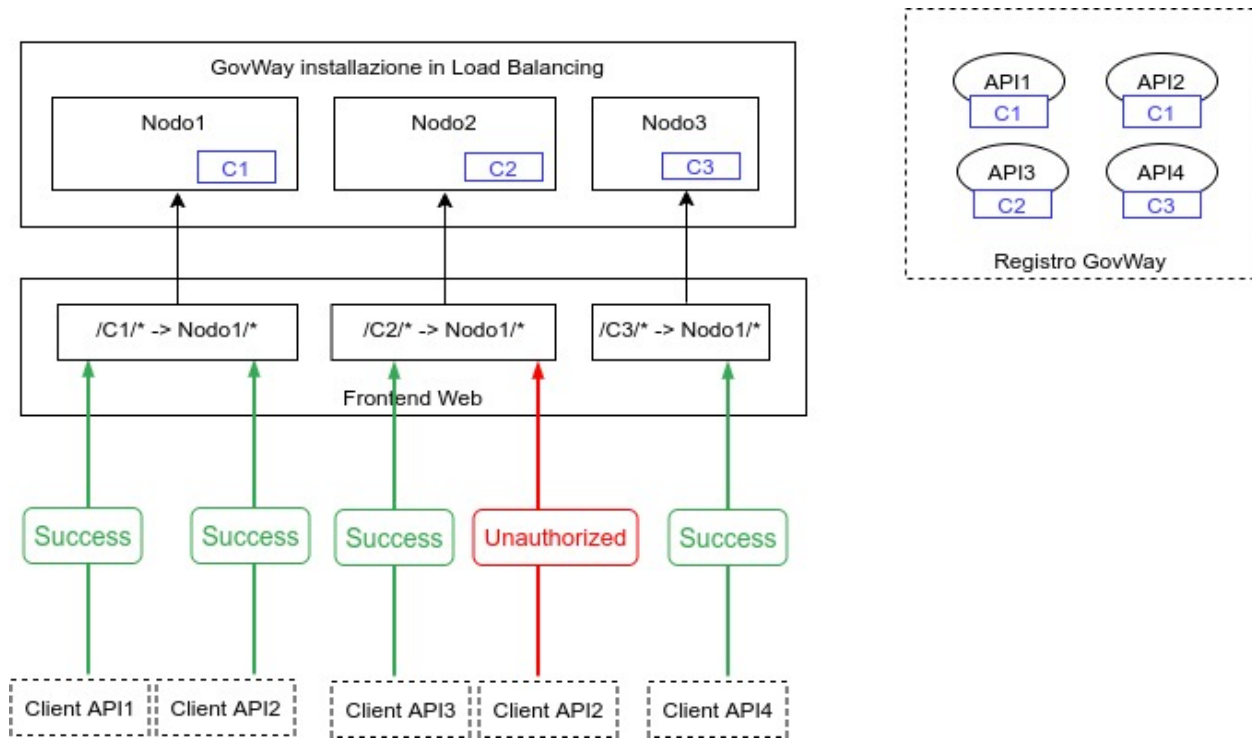 GovWay installazione in Load Balancing
Nodo1
C1
Nodo2
C2
Nodo3
C3
/C1/* -> Nodo1/*
/C2/* -> Nodo1/*
/C3/* -> Nodo1/*
Frontend Web
Success
Success
Success
Unauthorized
Success
Client API1
Client API2
Client API3
Client API2
Client API4
API1
C1
API2
C1
API3
C2
API4
C3
Registro GovWay